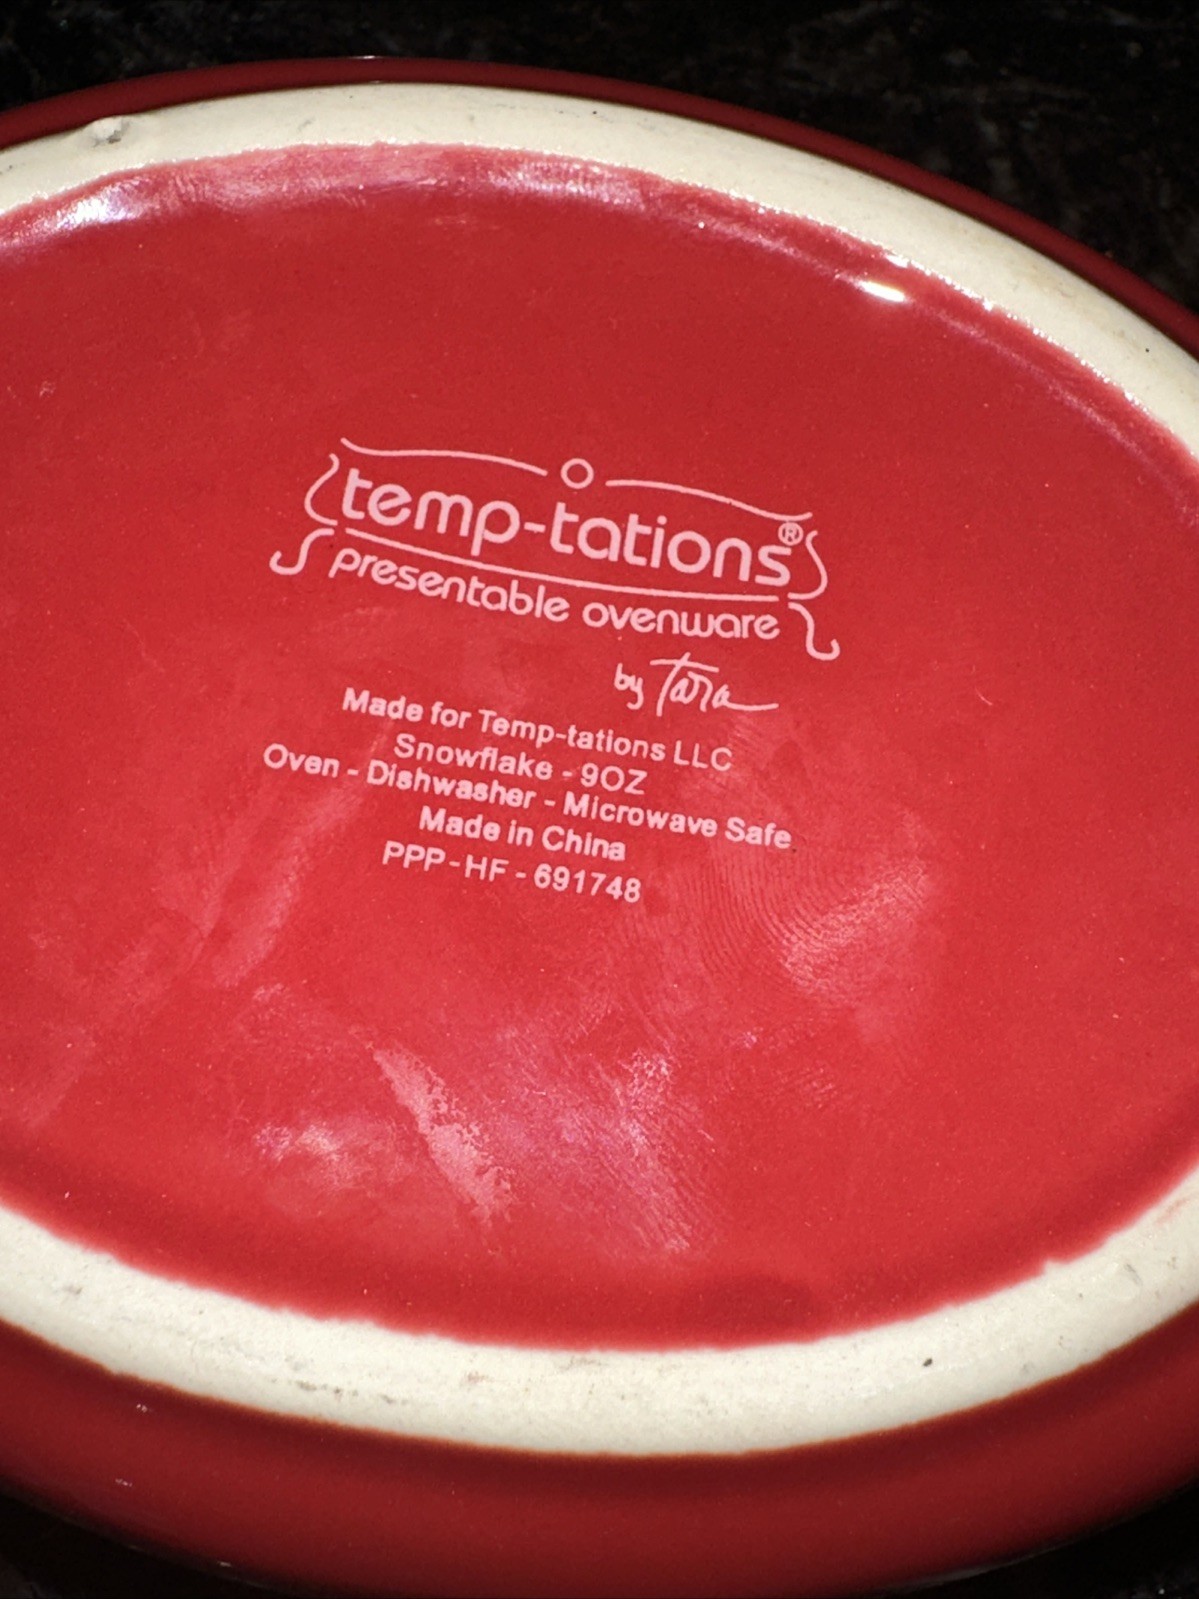 temp-tations®
presentable ovenware
by Tara
Made for Temp-tations LLC
Snowflake - 9OZ
Oven - Dishwasher - Microwave Safe
Made in China
PPP-HF - 691748